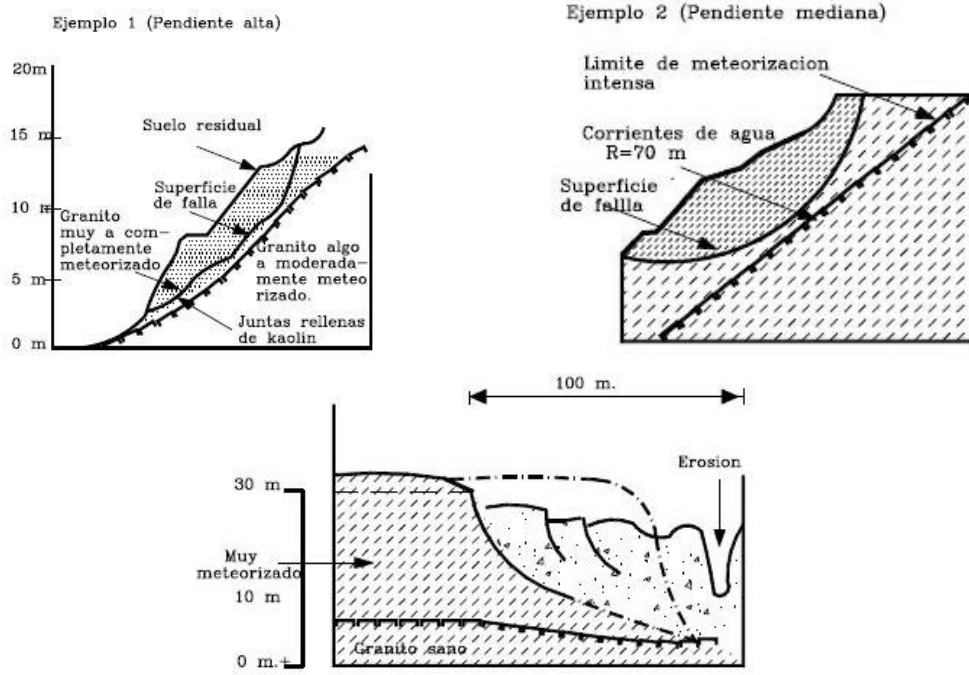 Ejemplo 1 (Pendiente alta)
20m
15 m
10 m
5 m
0 m
Suelo residual
Superficie
de falla
Granito
muy a com-
pletamente
meteorizado
Granito algo
a moderada-
mente meteo
rizado.
Juntas rellenas
de kaolin
Ejemplo 2 (Pendiente mediana)
Limite de meteorizacion
intensa
Corrientes de agua
R=70 m
Superficie
de fallla
100 m.
Erosion
30 m
Muy
meteorizado
10 m
0 m.+
Granito sano